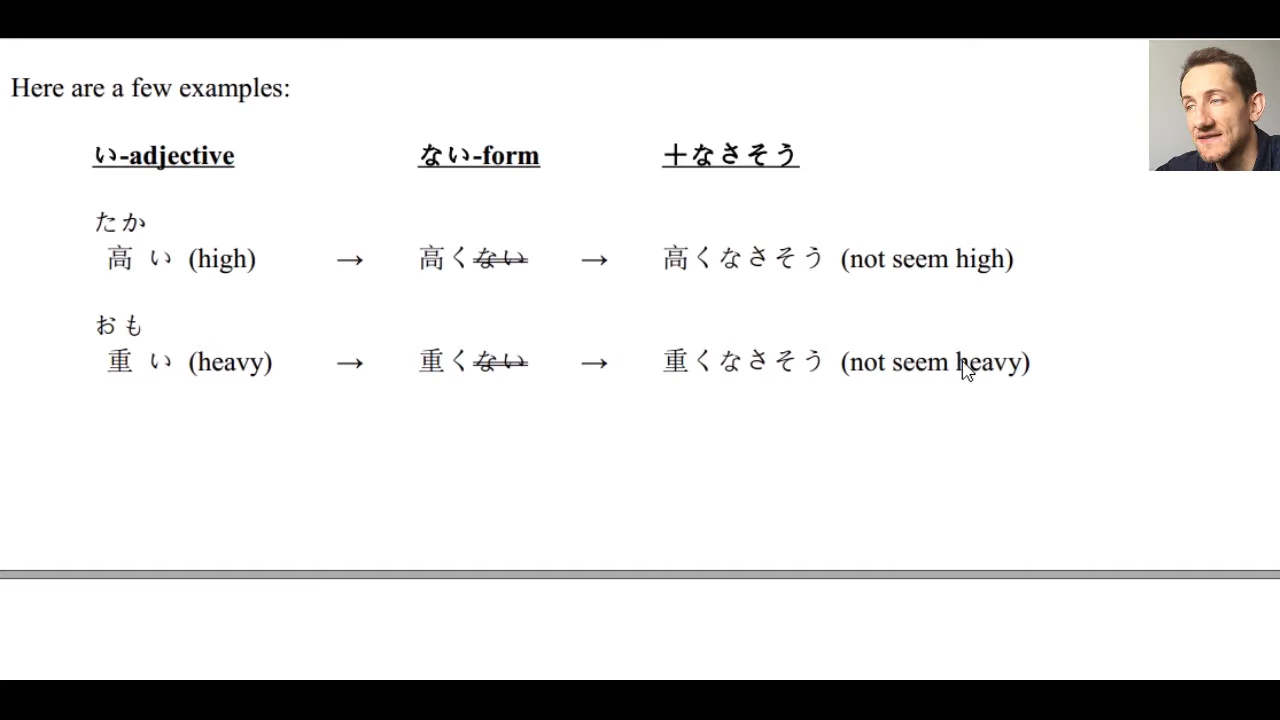 Here are a few examples:
い-adjective ない-form ＋なさそう
たか
高い (high) → 高くない → 高くなさそう (not seem high)
おも
重い (heavy) → 重くない → 重くなさそう (not seem heavy)